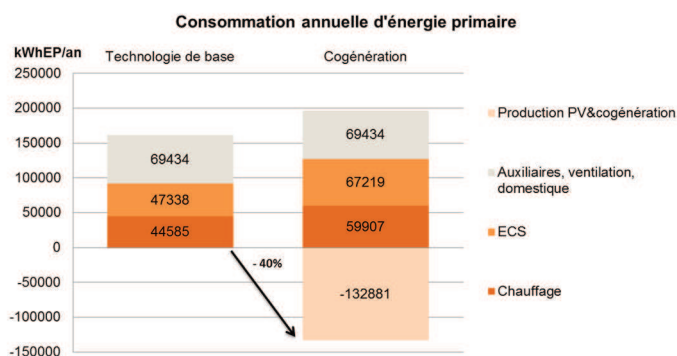 Consommation annuelle d'énergie primaire
kWhEP/an
Technologie de base
Cogénération
250000
200000
150000
100000
50000
0
-50000
-100000
-150000
69434
47338
44585
69434
67219
59907
-132881
- 40%
Production PV&cogénération
Auxiliaires, ventilation,
domestique
ECS
Chauffage